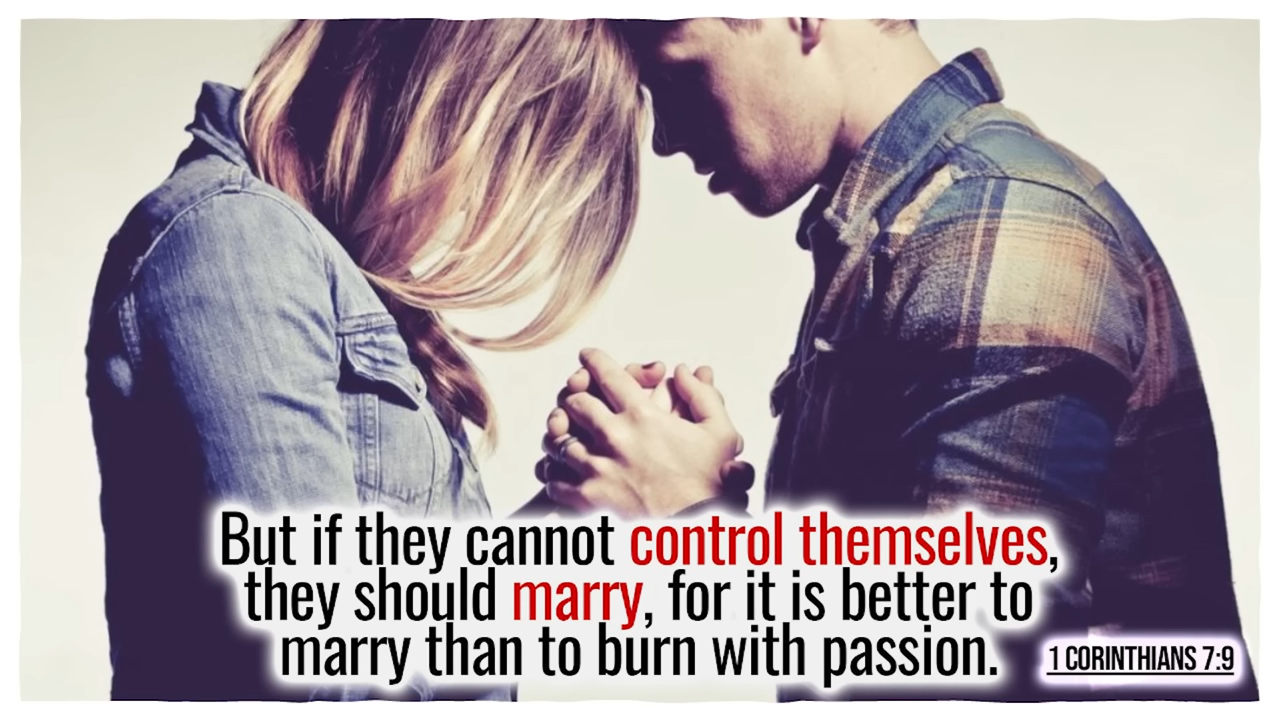 But if they cannot control themselves,
they should marry, for it is better to
marry than to burn with passion.
1 CORINTHIANS 7:9